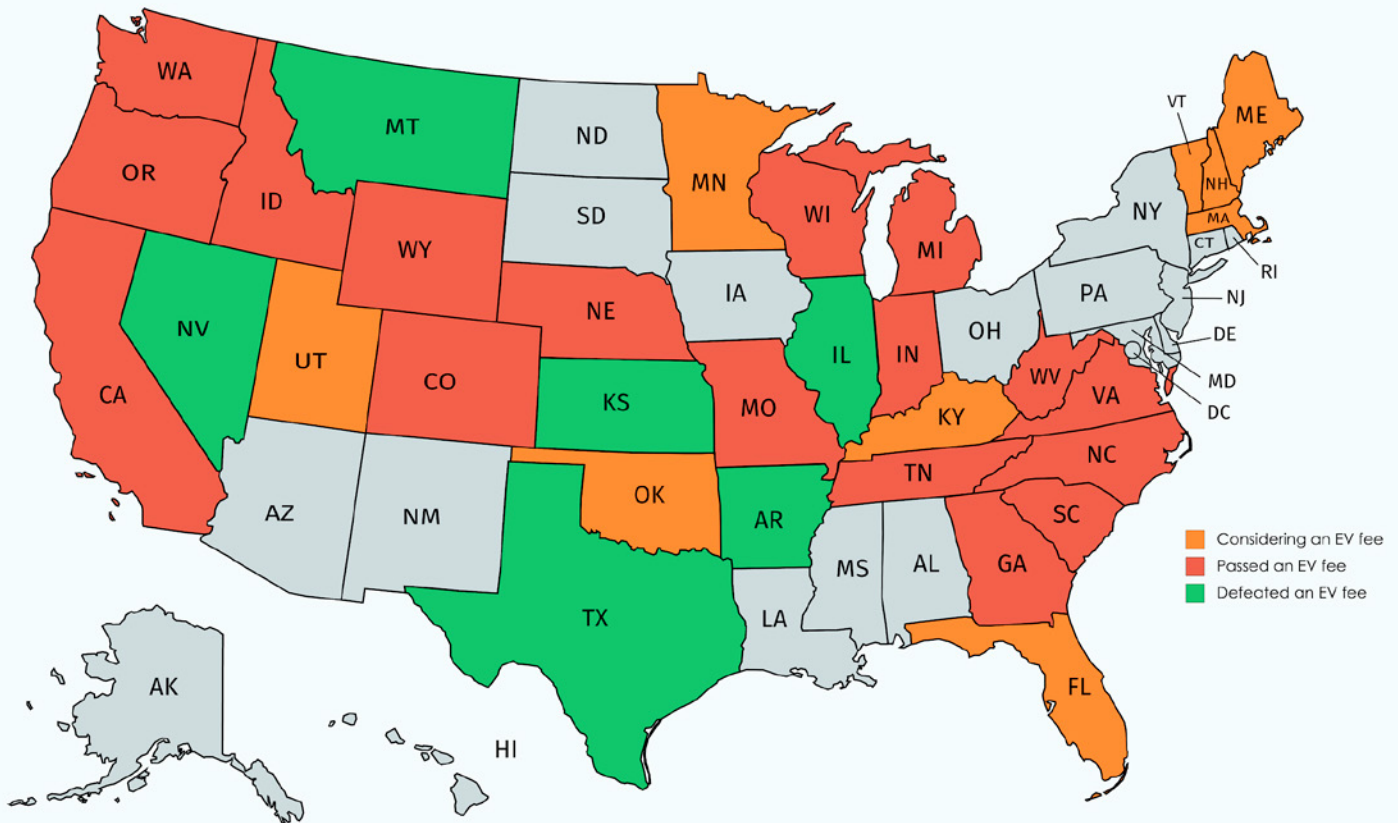 WA
MT
ND
MN
VT
ME
OR
ID
SD
WI
NH
NY
MA
WY
MI
CT
RI
IA
PA
NJ
NV
NE
OH
DE
UT
IL
IN
CO
WV
MD
CA
KS
MO
KY
VA
DC
TN
NC
OK
AZ
NM
AR
SC
Considering an EV fee
MS
AL
GA
Passed an EV fee
Defeated an EV fee
TX
LA
AK
FL
HI